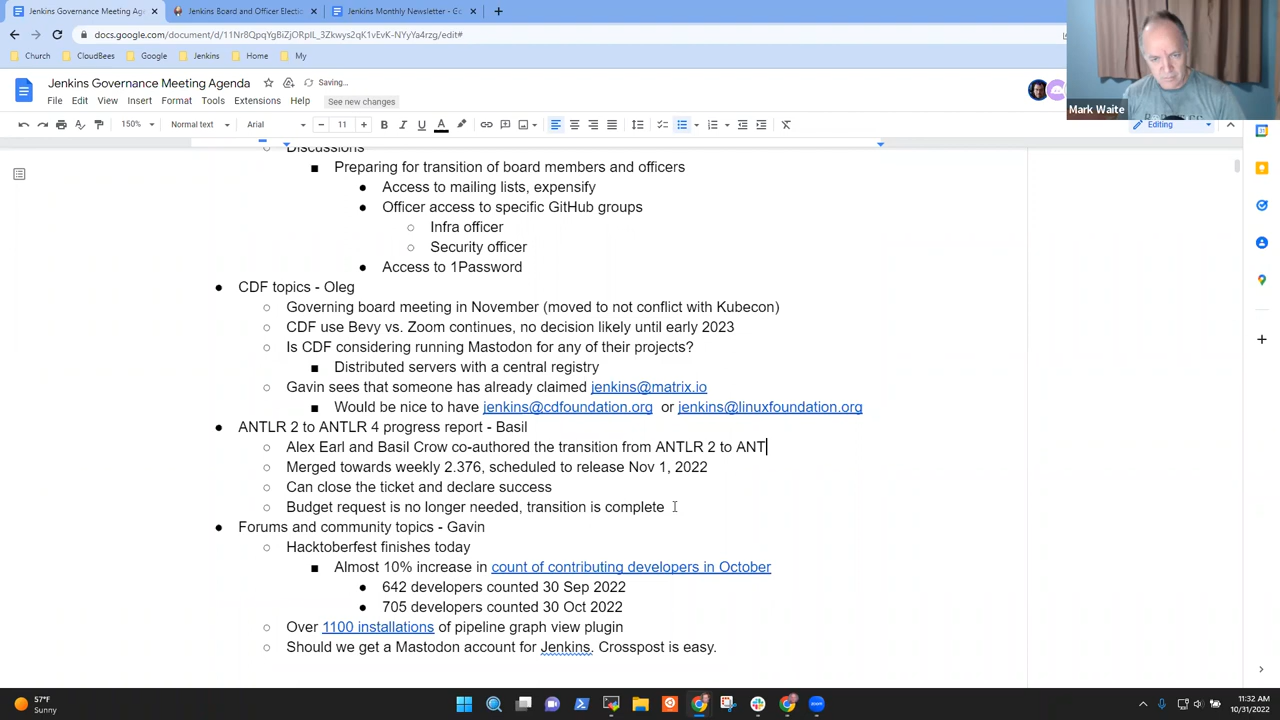 Jenkins Governance Meeting Age
Jenkins Board and Officer Electio
Jenkins Monthly Newsletter - Go
docs.google.com/document/d/11Nr8QpqYgBiZjORpIL_3Zkwys2qK1vEvK-NYyYa4rzg/edit#
Church
CloudBees
Google
Jenkins
Home
My
Jenkins Governance Meeting Agenda
Saving...
File Edit View Insert Format Tools Extensions Help See new changes
150% Normal text Arial 11 Editing
Mark Waite
Discussions
Preparing for transition of board members and officers
Access to mailing lists, expensify
Officer access to specific GitHub groups
Infra officer
Security officer
Access to 1Password
CDF topics - Oleg
Governing board meeting in November (moved to not conflict with Kubecon)
CDF use Bevy vs. Zoom continues, no decision likely until early 2023
Is CDF considering running Mastodon for any of their projects?
Distributed servers with a central registry
Gavin sees that someone has already claimed jenkins@matrix.io
Would be nice to have jenkins@cdfoundation.org or jenkins@linuxfoundation.org
ANTLR 2 to ANTLR 4 progress report - Basil
Alex Earl and Basil Crow co-authored the transition from ANTLR 2 to ANT
Merged towards weekly 2.376, scheduled to release Nov 1, 2022
Can close the ticket and declare success
Budget request is no longer needed, transition is complete
Forums and community topics - Gavin
Hacktoberfest finishes today
Almost 10% increase in count of contributing developers in October
642 developers counted 30 Sep 2022
705 developers counted 30 Oct 2022
Over 1100 installations of pipeline graph view plugin
Should we get a Mastodon account for Jenkins. Crosspost is easy.
57°F
Sunny
11:32 AM
10/31/2022